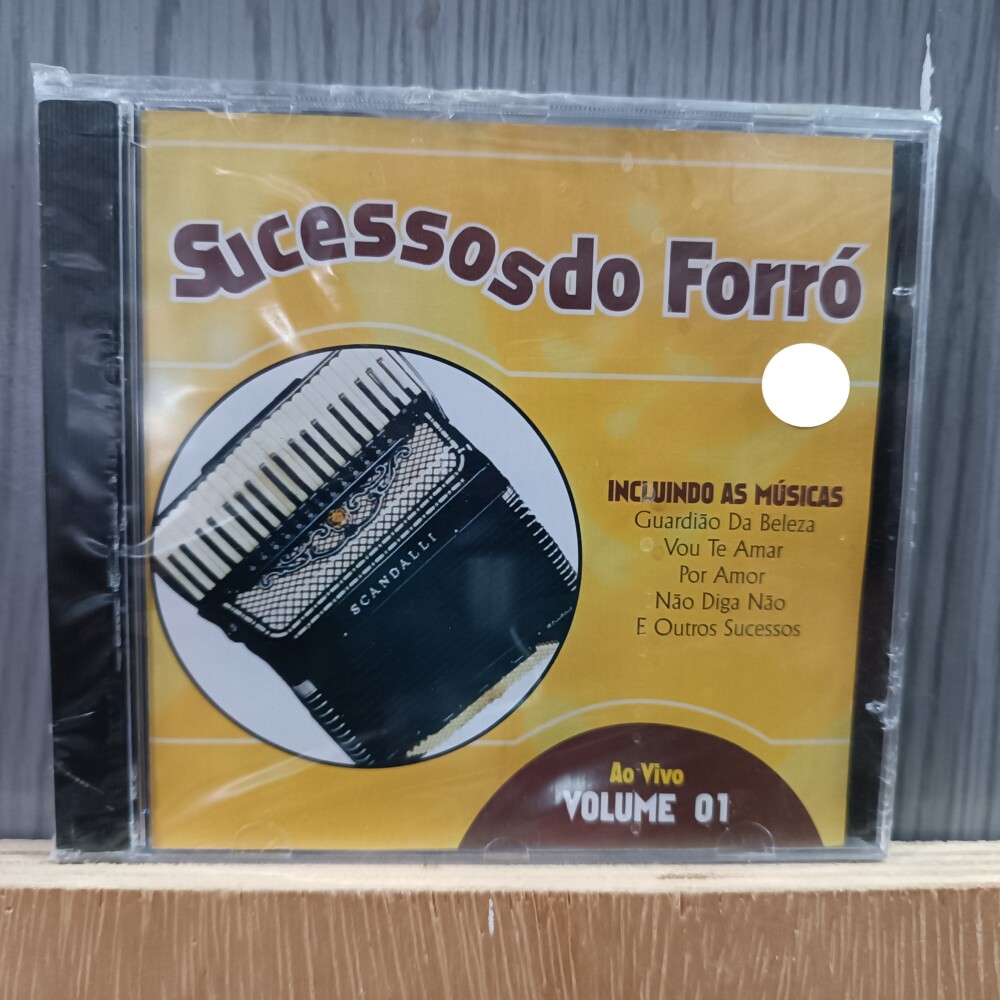 Sucessos do Forró
SCANDALLI
INCLUINDO AS MÚSICAS
Guardião Da Beleza
Vou Te Amar
Por Amor
Não Diga Não
E Outros Sucessos
Ao Vivo
VOLUME 01